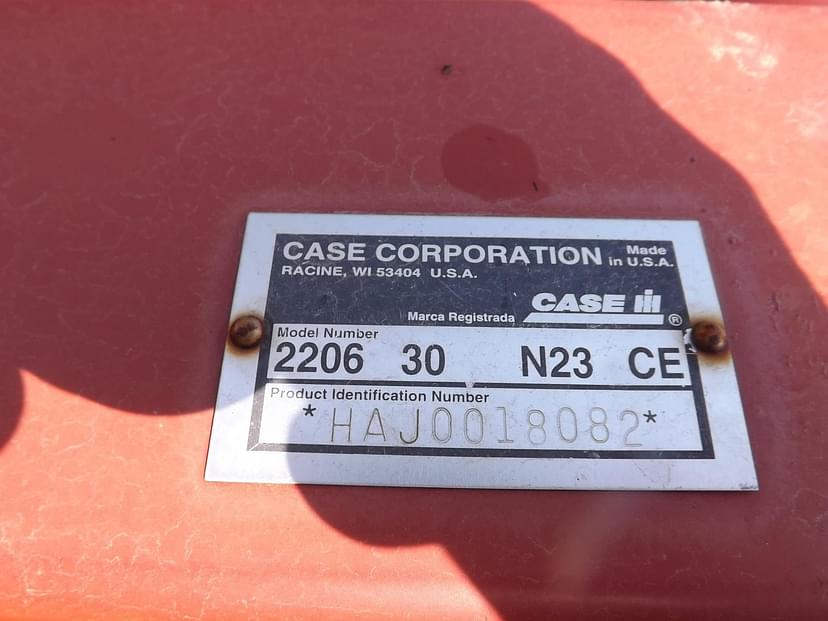 CASE CORPORATION Made in U.S.A.
RACINE, WI 53404 U.S.A.
CASE IH
Marca Registrada ®
Model Number
2206 30 N23 CE
Product Identification Number
*HAJ0018082*